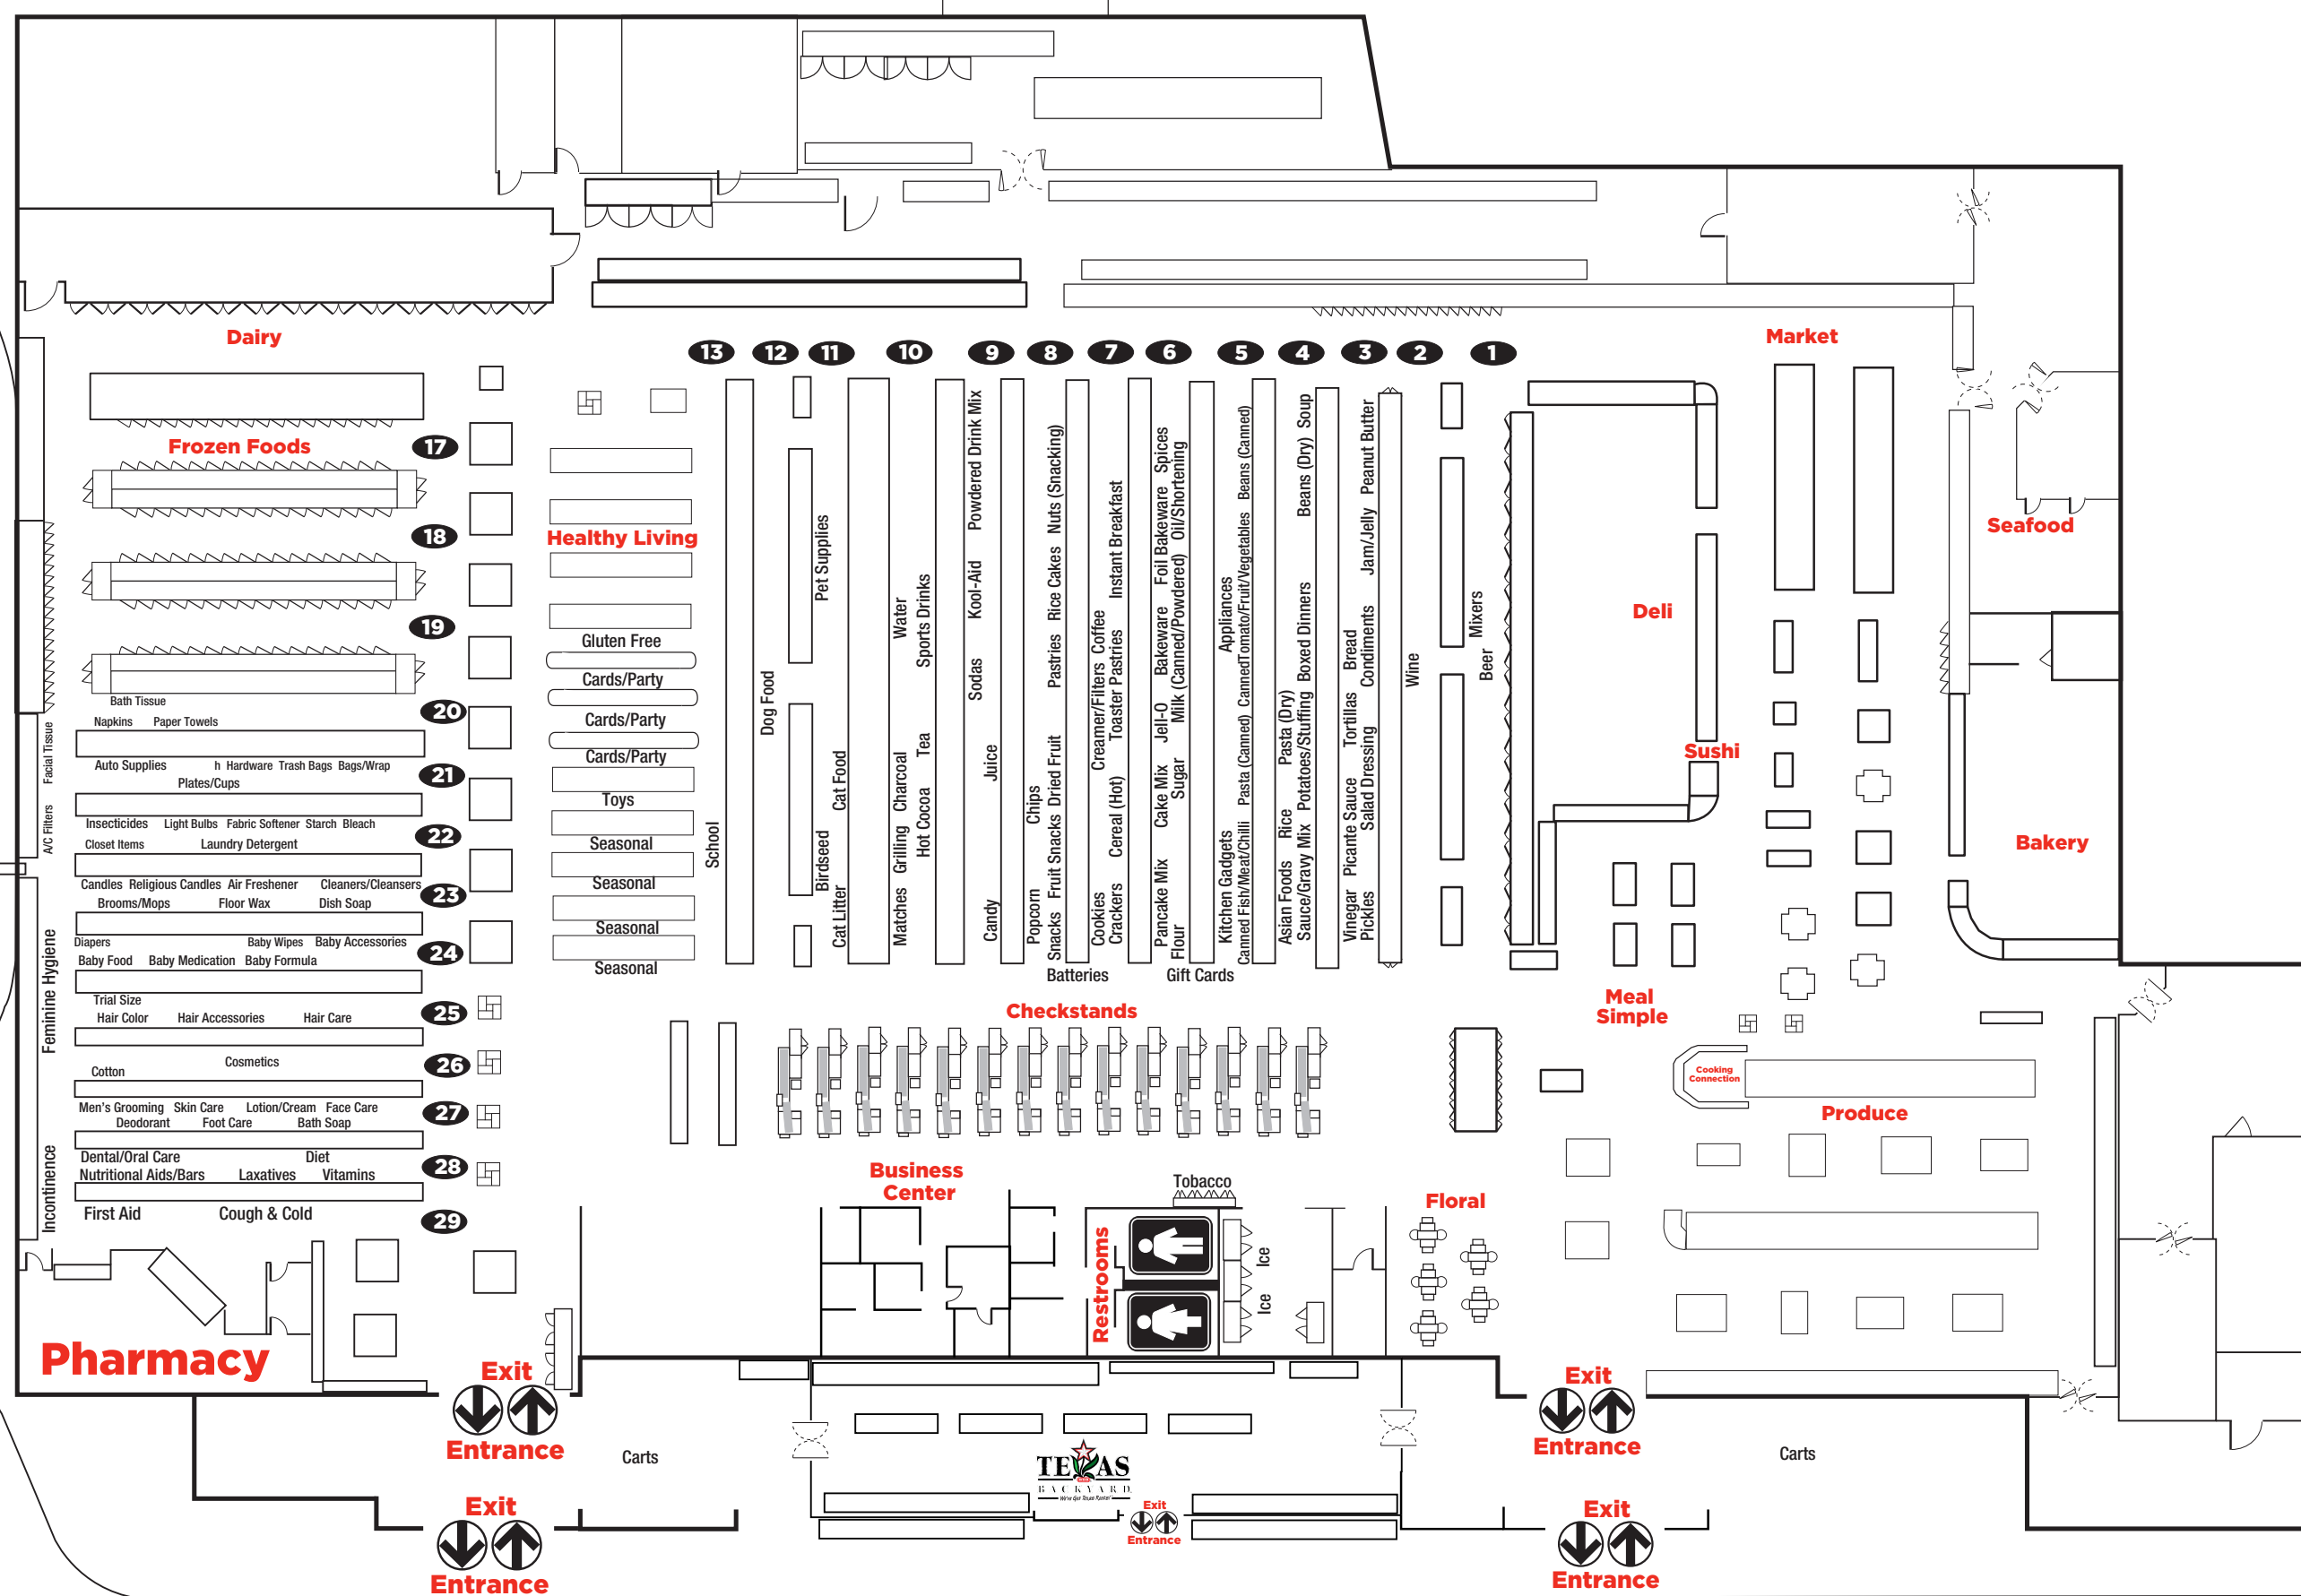 Dairy
Frozen Foods
17
18
19
20
21
22
23
24
25
26
27
28
29
Bath Tissue
Napkins Paper Towels
Auto Supplies h Hardware Trash Bags Bags/Wrap
Plates/Cups
Insecticides Light Bulbs Fabric Softener Starch Bleach
Closet Items Laundry Detergent
Candles Religious Candles Air Freshener Cleaners/Cleansers
Brooms/Mops Floor Wax Dish Soap
Diapers Baby Wipes Baby Accessories
Baby Food Baby Medication Baby Formula
Trial Size
Hair Color Hair Accessories Hair Care
Cosmetics
Cotton
Men's Grooming Skin Care Lotion/Cream Face Care
Deodorant Foot Care Bath Soap
Dental/Oral Care Diet
Nutritional Aids/Bars Laxatives Vitamins
First Aid Cough & Cold
Facial Tissue
A/C Filters
Feminine Hygiene
Incontinence
Pharmacy
Healthy Living
Gluten Free
Cards/Party
Cards/Party
Cards/Party
Toys
Seasonal
Seasonal
Seasonal
Seasonal
13
12
11
10
9
8
7
6
5
4
3
2
1
School
Dog Food
Pet Supplies
Birdseed
Cat Litter Cat Food
Matches Grilling Charcoal Water
Hot Cocoa Tea Sports Drinks
Sodas Kool-Aid Powdered Drink Mix
Candy Juice
Popcorn Chips
Snacks Fruit Snacks Dried Fruit Pastries Rice Cakes Nuts (Snacking)
Cookies Creamer/Filters Coffee
Crackers Cereal (Hot) Toaster Pastries Instant Breakfast
Pancake Mix Cake Mix Jell-O Bakeware Foil Bakeware Spices
Flour Sugar Milk (Canned/Powdered) Oil/Shortening
Kitchen Gadgets Appliances
Canned Fish/Meat/Chilli Pasta (Canned) CannedTomato/Fruit/Vegetables Beans (Canned)
Asian Foods Rice Pasta (Dry)
Sauce/Gravy Mix Potatoes/Stuffing Boxed Dinners Beans (Dry) Soup
Vinegar Picante Sauce Tortillas Bread
Pickles Salad Dressing Condiments Jam/Jelly Peanut Butter
Wine
Mixers
Beer
Batteries
Gift Cards
Checkstands
Market
Seafood
Deli
Sushi
Bakery
Meal
Simple
Cooking
Connection
Produce
Business
Center
Tobacco
Restrooms
Ice
Ice
Floral
Exit
Entrance
Carts
Exit
Entrance
TEXAS
BACKYARD
Exit
Entrance
Exit
Entrance
Carts
Exit
Entrance